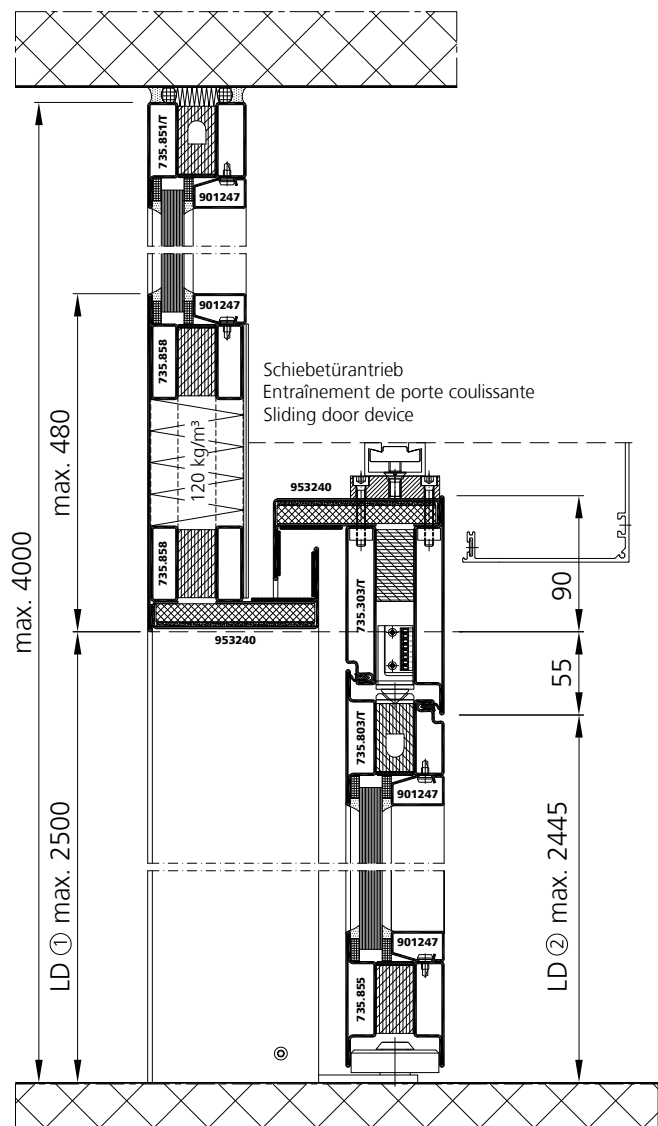 735.851/T
901247
901247
735.858
Schiebetürantrieb
Entraînement de porte coulissante
Sliding door device
max. 480
120 kg/m³
max. 4000
953240
735.858
90
735.303/T
953240
55
735.803/T
901247
LD ① max. 2500
LD ② max. 2445
901247
735.855